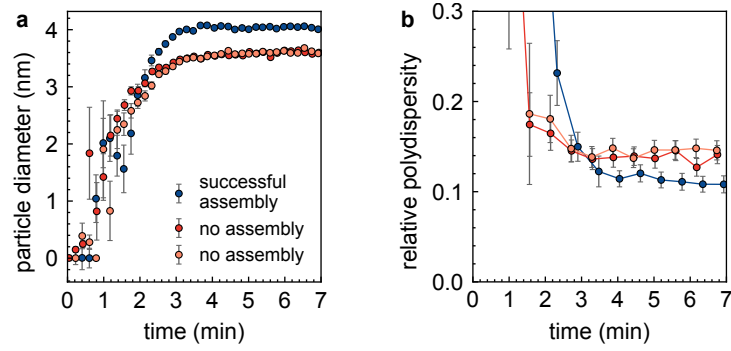 a
particle diameter (nm)
4
3
2
1
0
successful
assembly
no assembly
no assembly
0 1 2 3 4 5 6 7
time (min)
b
relative polydispersity
0.3
0.2
0.1
0.0
0 1 2 3 4 5 6 7
time (min)